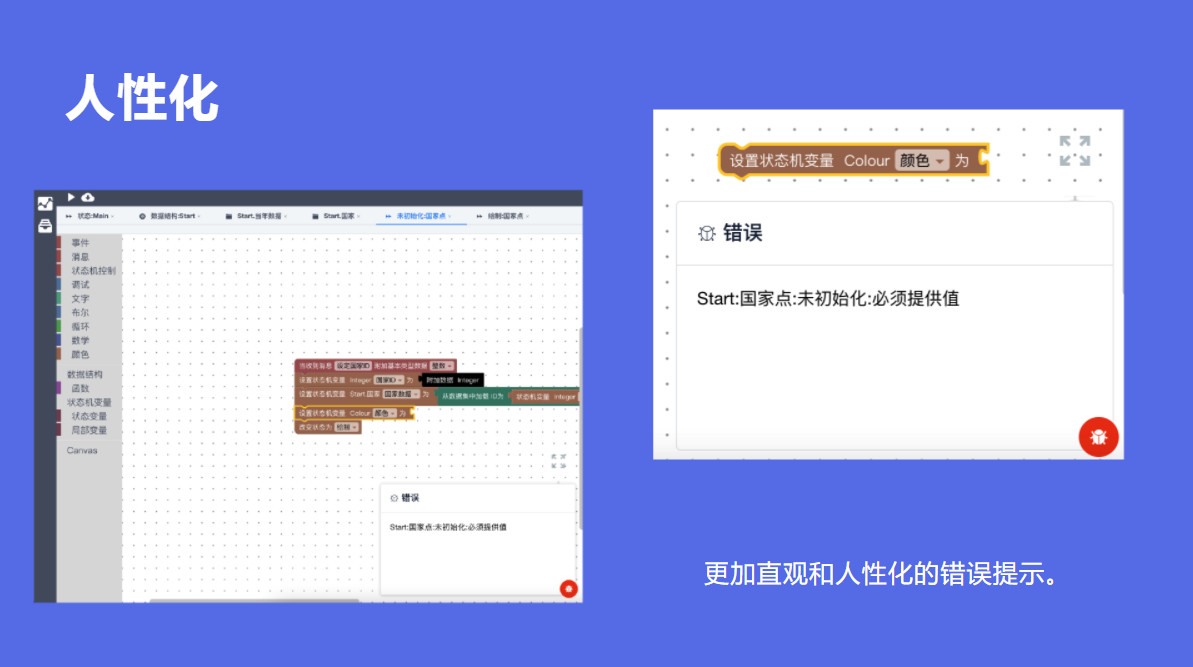 人性化
状态:Main
数据结构:Start
Start.当年数据
Start.国家
未初始化:国家点
绘制:国家点
事件
消息
状态机控制
调试
文字
布尔
循环
数学
颜色
数据结构
函数
状态机变量
状态变量
局部变量
Canvas
当收到消息 设定国家ID 附加基本类型数据 整数
设置状态机变量 Integer 国家ID 为 附加数据 Integer
设置状态机变量 Start.国家 国家数据 为 从数据集中加载 ID为 状态机变量 Integer
设置状态机变量 Colour 颜色 为
改变状态为 绘制
错误
Start:国家点:未初始化:必须提供值
设置状态机变量 Colour 颜色 为
错误
Start:国家点:未初始化:必须提供值
更加直观和人性化的错误提示。